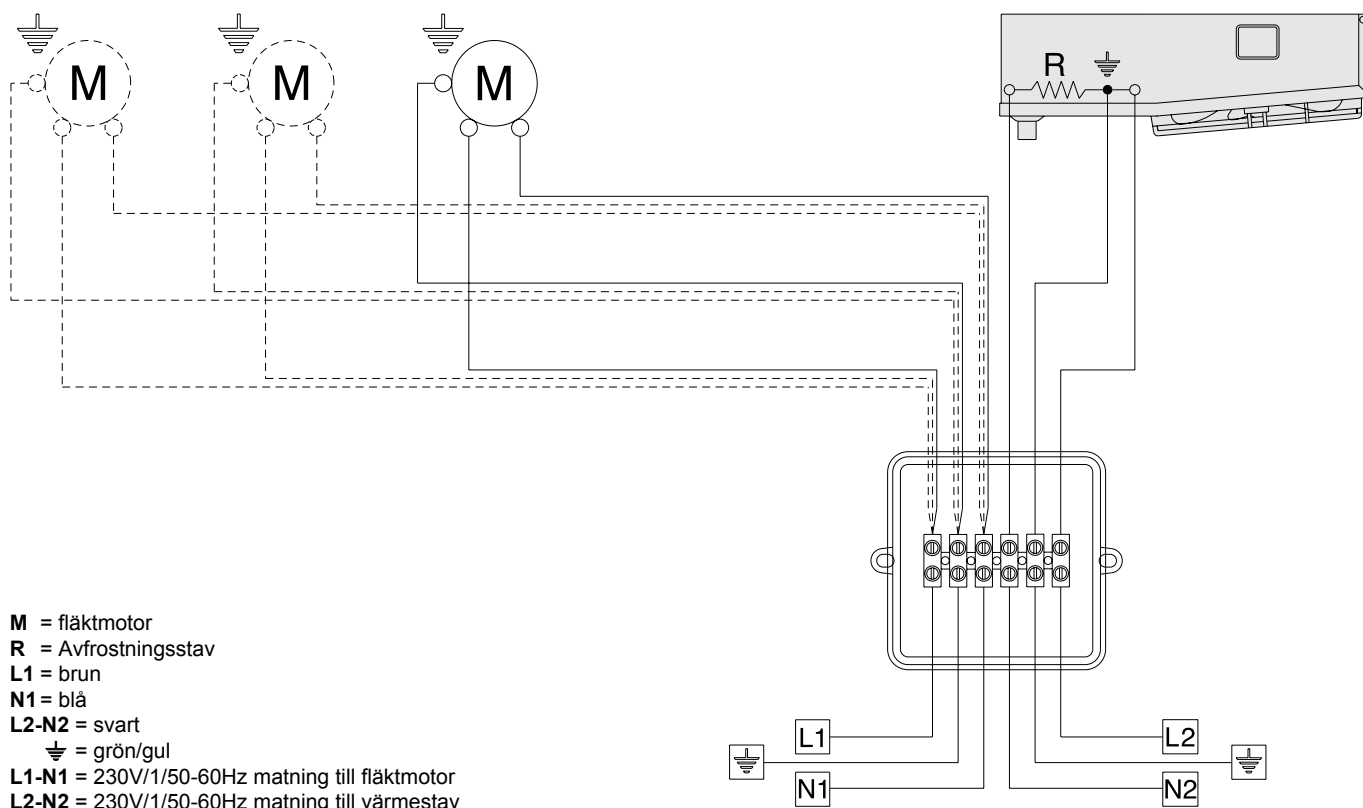 M
M
M
R
L1
L2
N1
N2
M = fläktmotor
R = Avfrostningsstav
L1 = brun
N1 = blå
L2-N2 = svart
⏚ = grön/gul
L1-N1 = 230V/1/50-60Hz matning till fläktmotor
L2-N2 = 230V/1/50-60Hz matning till värmestav